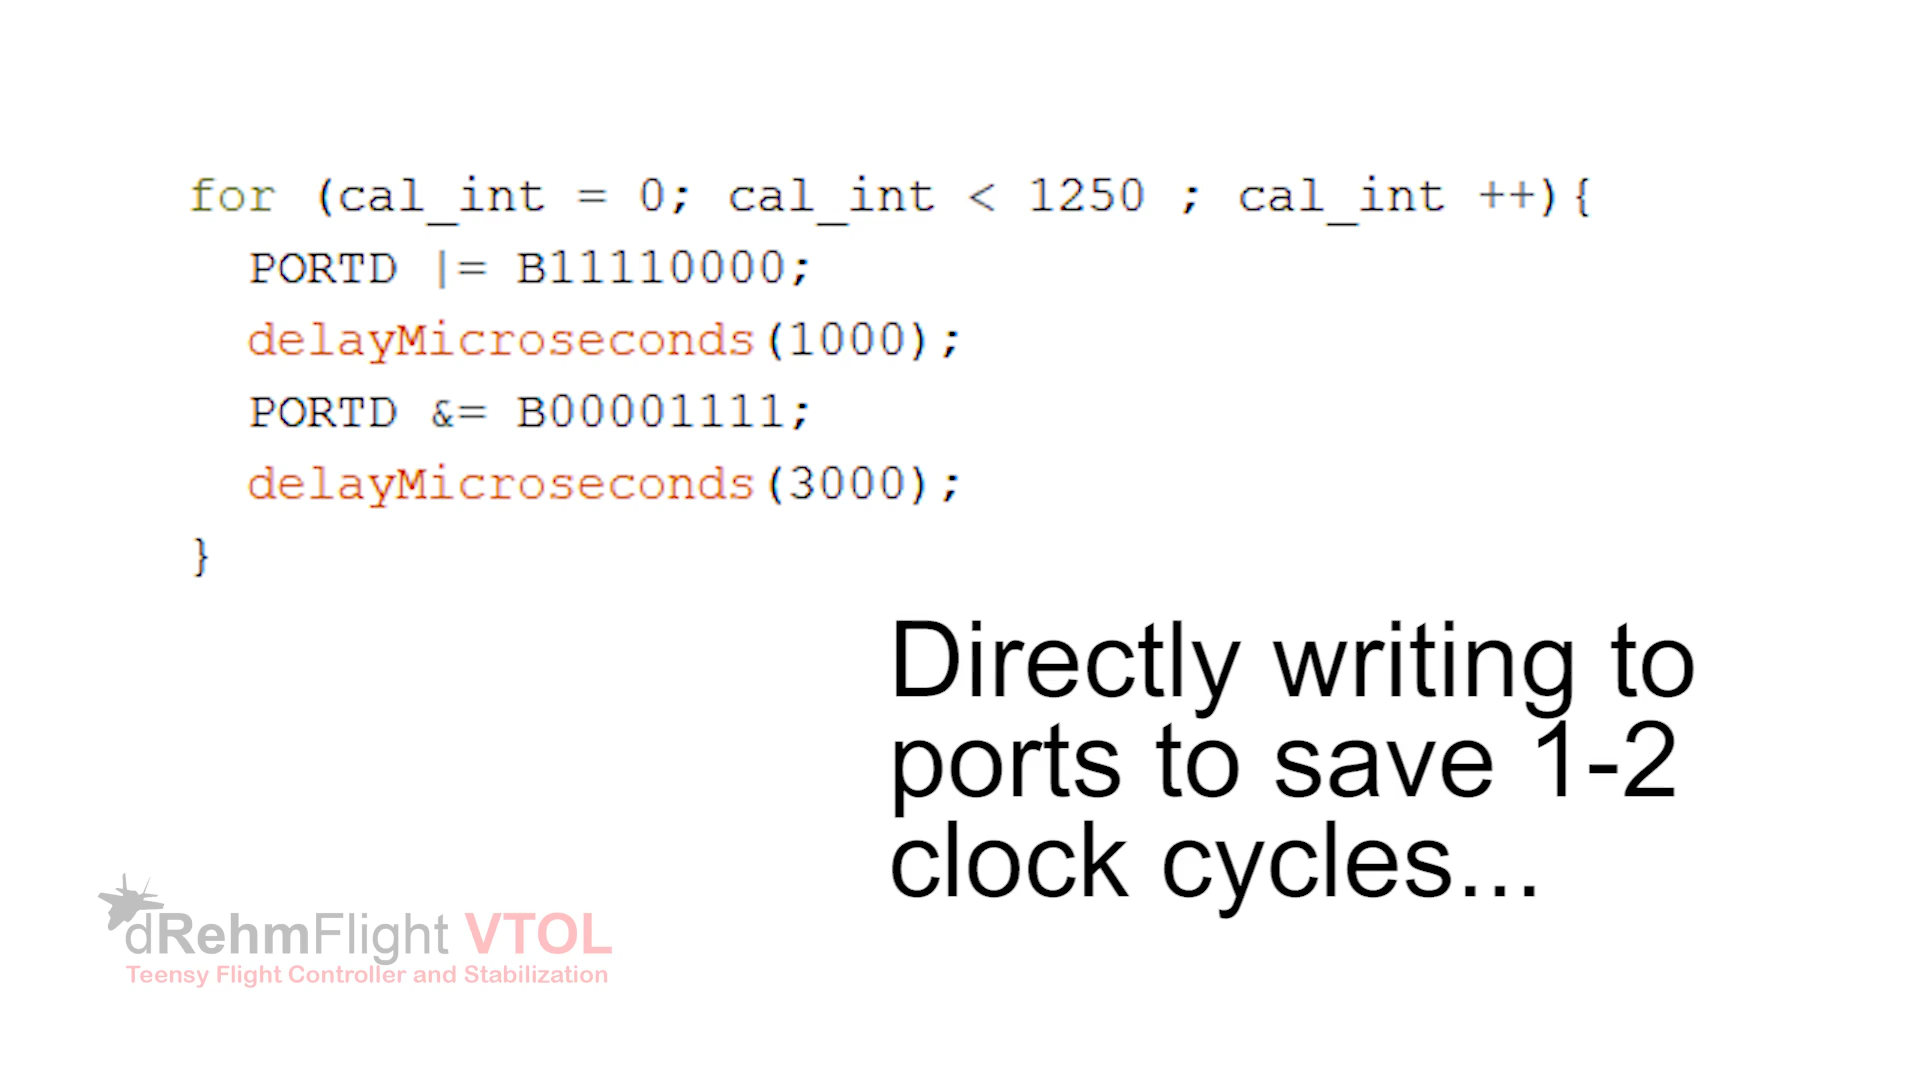 for (cal_int = 0; cal_int < 1250 ; cal_int ++){
PORTD |= B11110000;
delayMicroseconds(1000);
PORTD &= B00001111;
delayMicroseconds(3000);
}
Directly writing to
ports to save 1-2
clock cycles...
dRehmFlight VTOL
Teensy Flight Controller and Stabilization